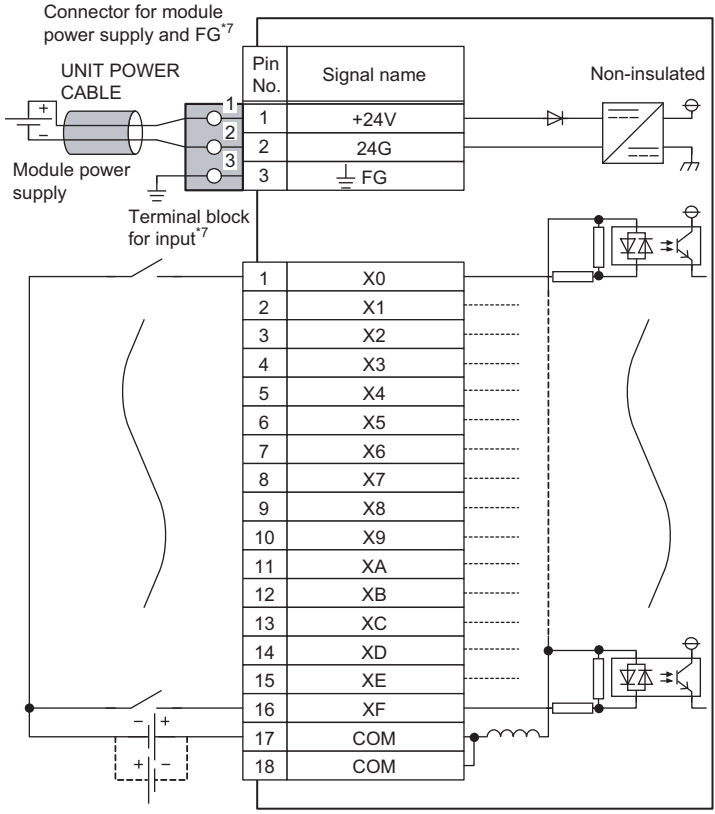 Connector for module
power supply and FG*7
UNIT POWER
CABLE
Module power
supply
Terminal block
for input*7
Non-insulated
+
−
1
2
3
Pin No. Signal name
1 +24V
2 24G
3 FG
1 X0
2 X1
3 X2
4 X3
5 X4
6 X5
7 X6
8 X7
9 X8
10 X9
11 XA
12 XB
13 XC
14 XD
15 XE
16 XF
17 COM
18 COM
− +
+ −